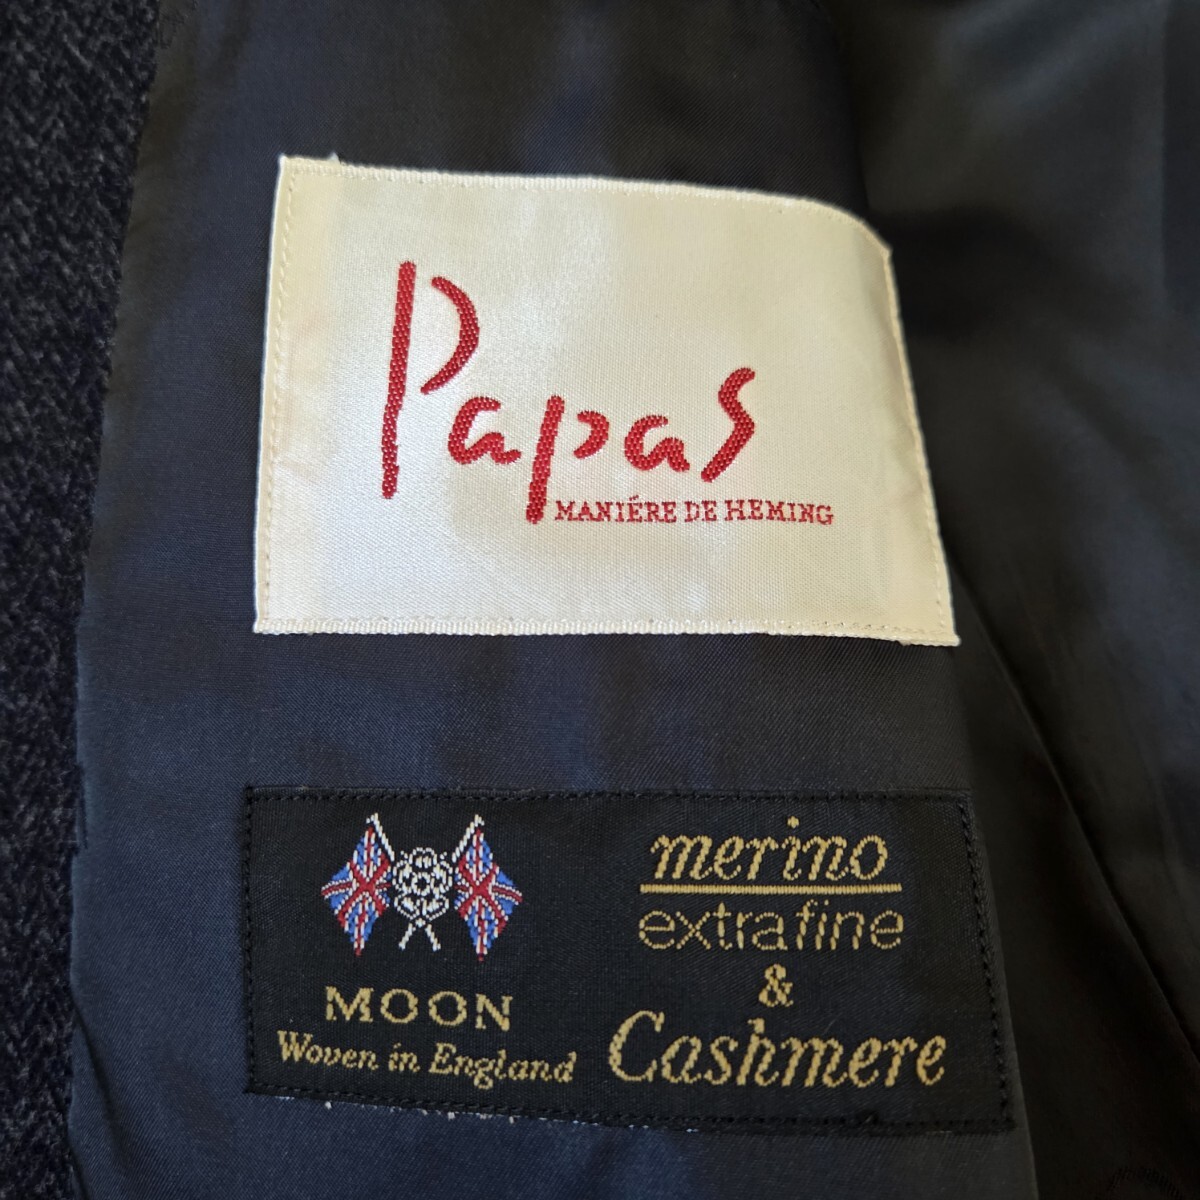 Papas
MANIÉRE DE HEMING
MOON
Woven in England
merino
extrafine
&
Cashmere